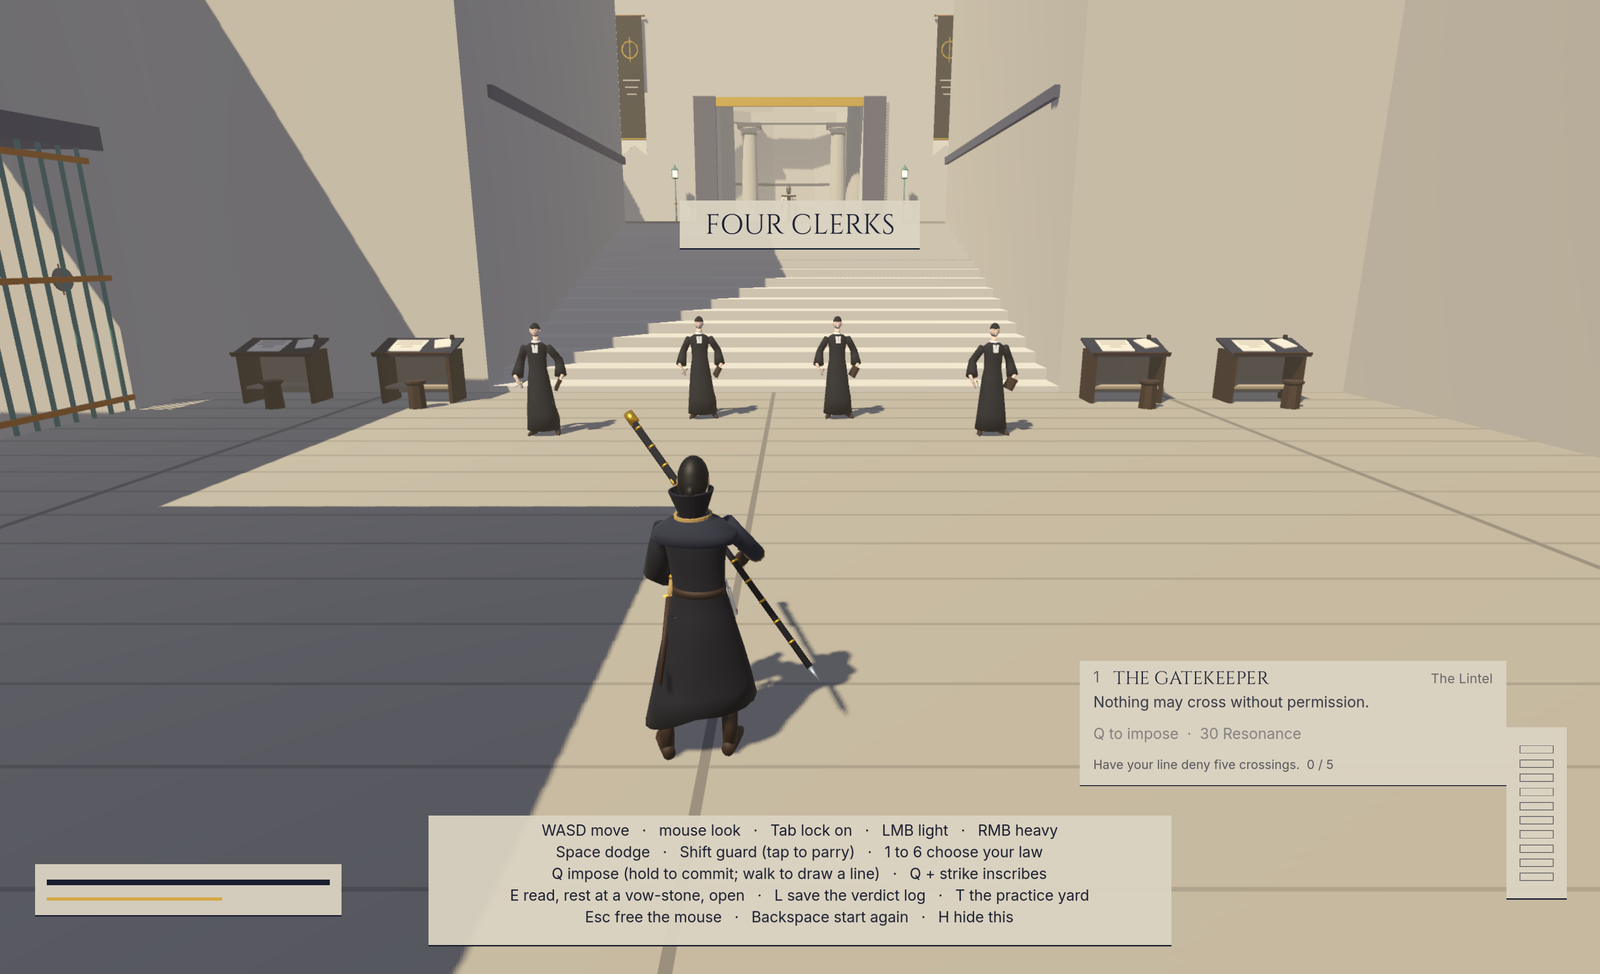 FOUR CLERKS
1 THE GATEKEEPER The Lintel
Nothing may cross without permission.
Q to impose · 30 Resonance
Have your line deny five crossings. 0 / 5
WASD move · mouse look · Tab lock on · LMB light · RMB heavy
Space dodge · Shift guard (tap to parry) · 1 to 6 choose your law
Q impose (hold to commit; walk to draw a line) · Q + strike inscribes
E read, rest at a vow-stone, open · L save the verdict log · T the practice yard
Esc free the mouse · Backspace start again · H hide this